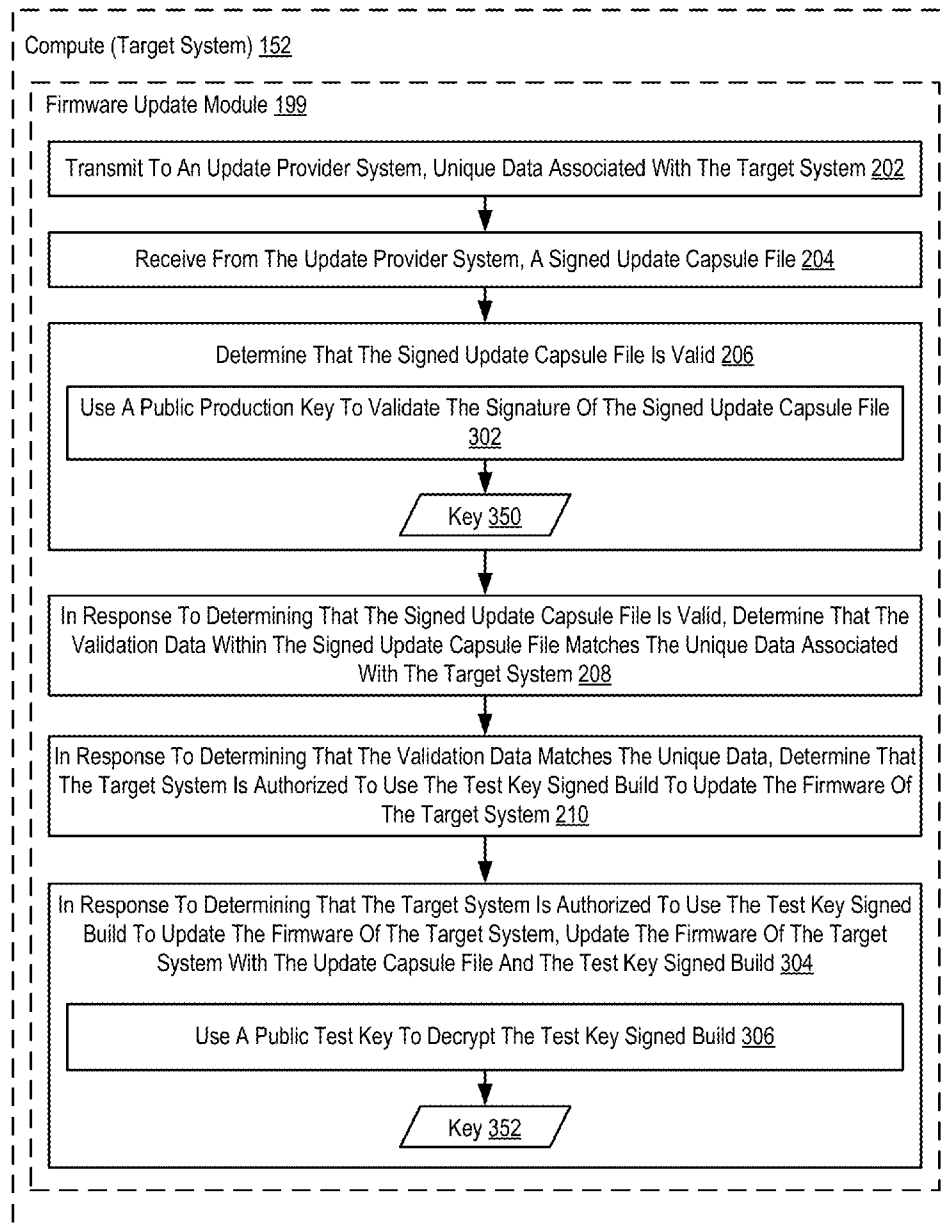 Compute (Target System) 152
Firmware Update Module 199
Transmit To An Update Provider System, Unique Data Associated With The Target System 202
Receive From The Update Provider System, A Signed Update Capsule File 204
Determine That The Signed Update Capsule File Is Valid 206
Use A Public Production Key To Validate The Signature Of The Signed Update Capsule File
302
Key 350
In Response To Determining That The Signed Update Capsule File Is Valid, Determine That The
Validation Data Within The Signed Update Capsule File Matches The Unique Data Associated
With The Target System 208
In Response To Determining That The Validation Data Matches The Unique Data, Determine That
The Target System Is Authorized To Use The Test Key Signed Build To Update The Firmware Of
The Target System 210
In Response To Determining That The Target System Is Authorized To Use The Test Key Signed
Build To Update The Firmware Of The Target System, Update The Firmware Of The Target
System With The Update Capsule File And The Test Key Signed Build 304
Use A Public Test Key To Decrypt The Test Key Signed Build 306
Key 352